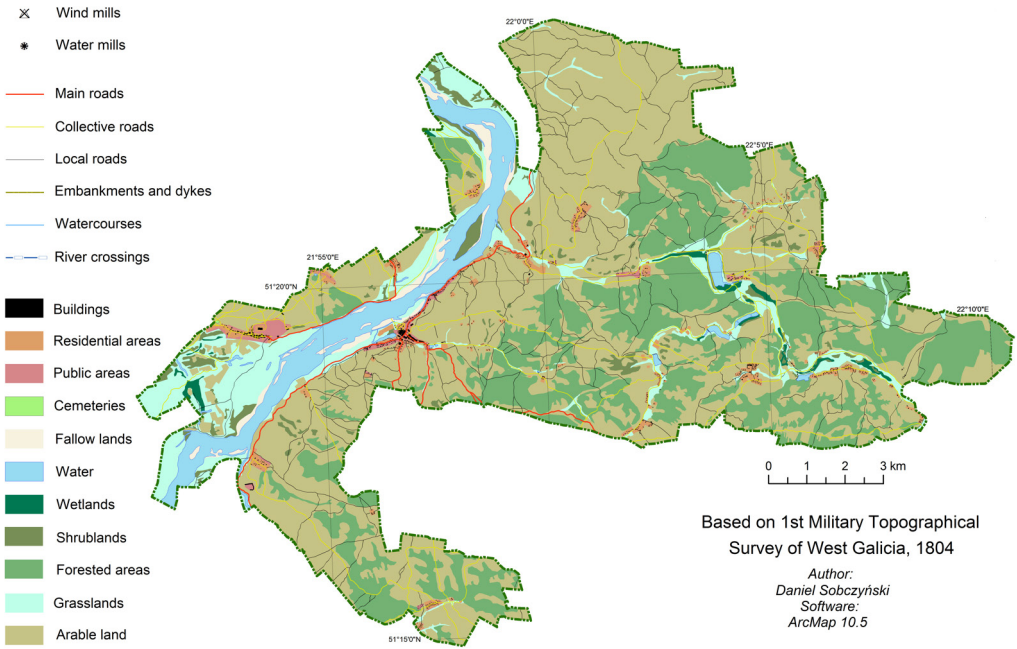 Wind mills
Water mills
Main roads
Collective roads
Local roads
Embankments and dykes
Watercourses
River crossings
Buildings
Residential areas
Public areas
Cemeteries
Fallow lands
Water
Wetlands
Shrublands
Forested areas
Grasslands
Arable land
22°0'0"E
22°5'0"E
21°55'0"E
51°20'0"N
22°10'0"E
51°15'0"N
0 1 2 3 km
Based on 1st Military Topographical
Survey of West Galicia, 1804
Author:
Daniel Sobczyński
Software:
ArcMap 10.5